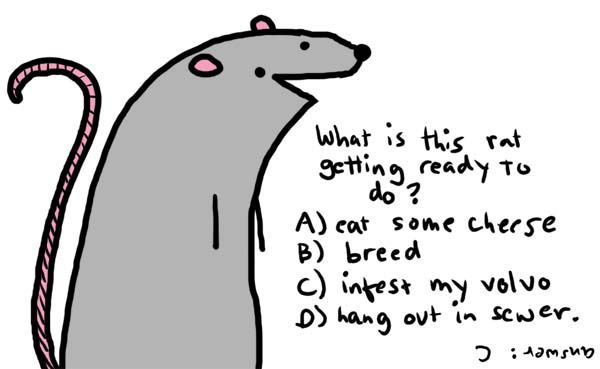 What is this rat
getting ready to
do?
A) eat some cheese
B) breed
C) infest my volvo
D) hang out in sewer.
answer: C